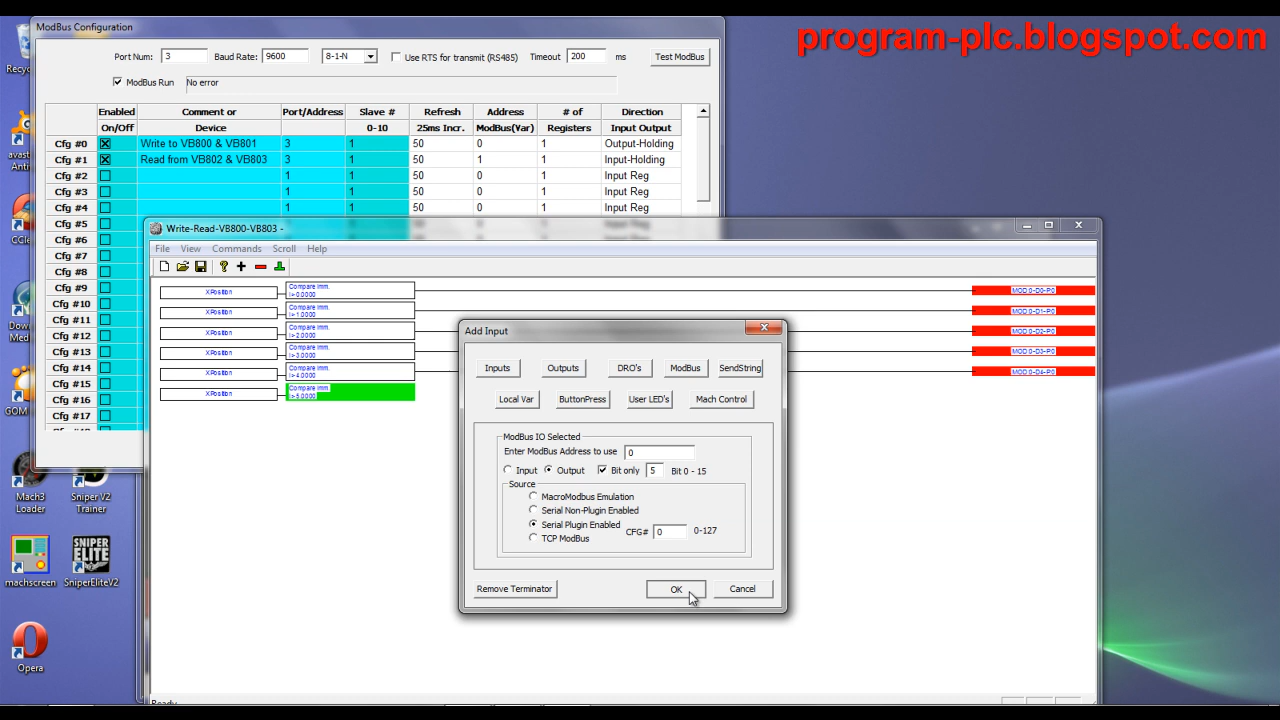 program-plc.blogspot.com
ModBus Configuration
Port Num: 3 Baud Rate: 9600 8-1-N Use RTS for transmit (RS485) Timeout 200 ms Test ModBus
ModBus Run No error
Enabled Comment or Port/Address Slave # Refresh Address # of Direction
On/Off Device 0-10 25ms Incr. ModBus(Var) Registers Input Output
Cfg #0 Write to VB800 & VB801 3 1 50 0 1 Output-Holding
Cfg #1 Read from VB802 & VB803 3 1 50 1 1 Input-Holding
Cfg #2 1 1 50 0 1 Input Reg
Cfg #3 1 1 50 0 1 Input Reg
Cfg #4 1 1 50 0 1 Input Reg
Cfg #5
Cfg #6
Cfg #7
Cfg #8
Cfg #9
Cfg #10
Cfg #11
Cfg #12
Cfg #13
Cfg #14
Cfg #15
Cfg #16
Cfg #17
Write-Read-VB800-VB803 -
File View Commands Scroll Help
XPosition Compare Imm. MOD 0-D0-P0
I>0.0000
XPosition Compare Imm. MOD 0-D1-P0
I>1.0000
XPosition Compare Imm. MOD 0-D2-P0
I>2.0000
XPosition Compare Imm. MOD 0-D3-P0
I>3.0000
XPosition Compare Imm. MOD 0-D4-P0
I>4.0000
XPosition Compare Imm.
I>5.0000
Add Input
Inputs Outputs DRO's ModBus SendString
Local Var ButtonPress User LED's Mach Control
ModBus IO Selected
Enter ModBus Address to use 0
Input Output Bit only 5 Bit 0 - 15
Source
MacroModbus Emulation
Serial Non-Plugin Enabled
Serial Plugin Enabled CFG# 0 0-127
TCP ModBus
Remove Terminator OK Cancel
Ready
Recyc
avast
Anti
CCle
Dow
Med
GOM
Mach3
Loader
Sniper V2
Trainer
SNIPER
ELITE
machscreen
SniperEliteV2
Opera